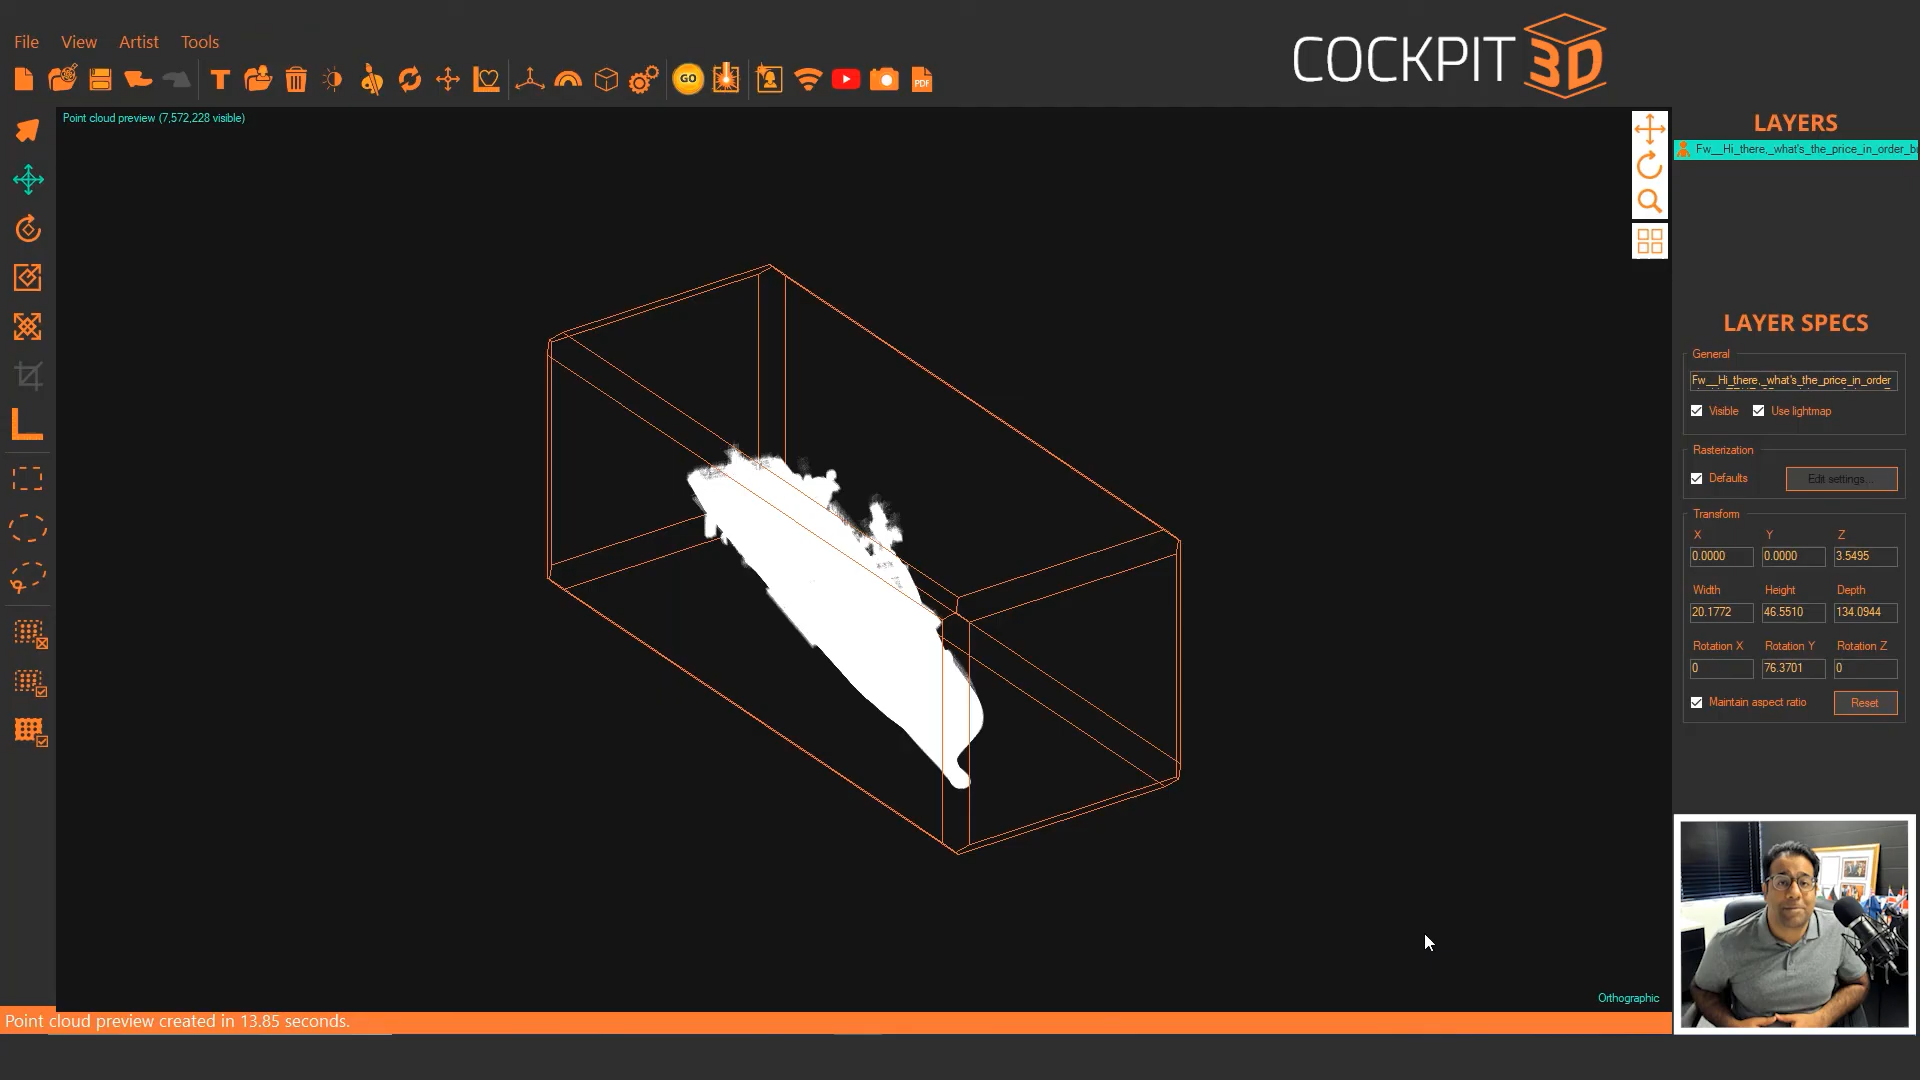 File View Artist Tools
COCKPIT 3D
T
GO
PDF
Point cloud preview (7,572,228 visible)
LAYERS
Fw__Hi_there,_what's_the_price_in_order_b
LAYER SPECS
General
Fw__Hi_there,_what's_the_price_in_order
Visible Use lightmap
Rasterization
Defaults Edit settings...
Transform
X Y Z
0.0000 0.0000 3.5495
Width Height Depth
20.1772 46.5510 134.0944
Rotation X Rotation Y Rotation Z
0 76.3701 0
Maintain aspect ratio Reset
Orthographic
Point cloud preview created in 13.85 seconds.